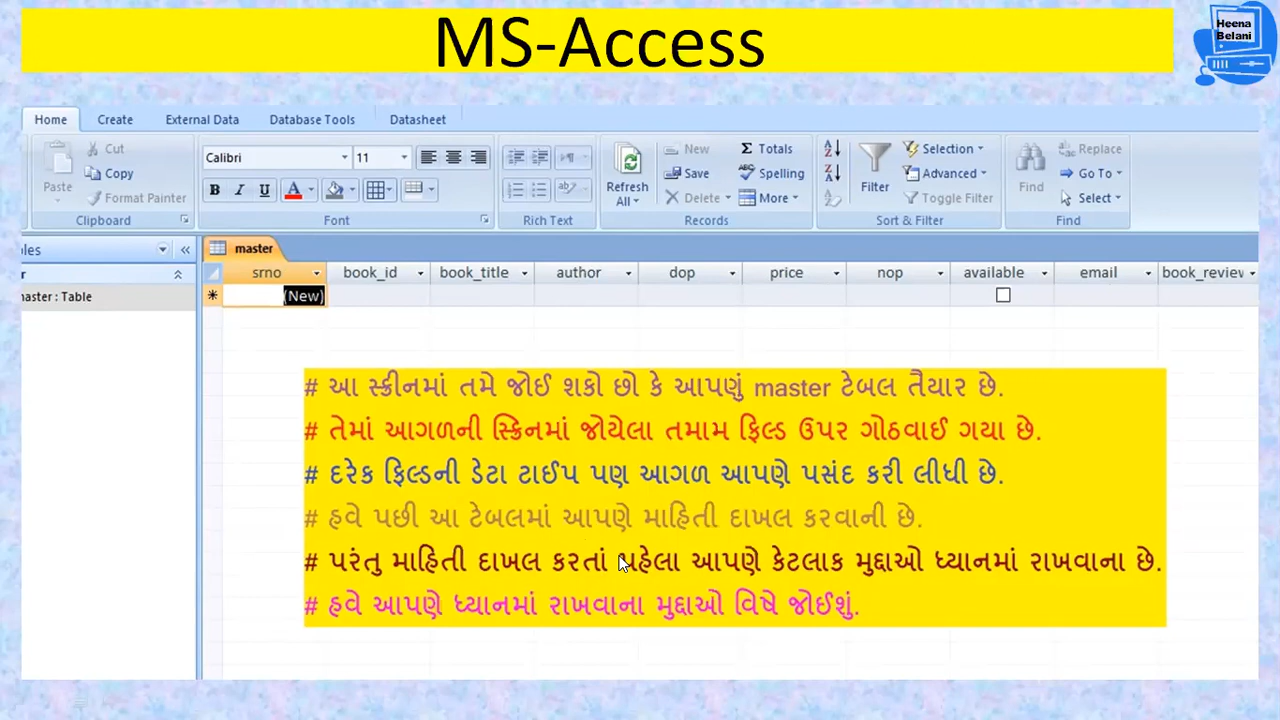 MS-Access
Heena
Belani
Home Create External Data Database Tools Datasheet
Cut
Copy
Format Painter
Paste
Clipboard
Calibri 11
B I U A
Font
Rich Text
Refresh
All
New
Save
Delete
Totals
Spelling
More
Records
Filter
Selection
Advanced
Toggle Filter
Sort & Filter
Find
Replace
Go To
Select
Find
master
srno book_id book_title author dop price nop available email book_review
master : Table
(New)
# આ સ્ક્રીનમાં તમે જોઈ શકો છો કે આપણું master ટેબલ તૈયાર છે.
# તેમાં આગળની સ્ક્રિનમાં જોયેલા તમામ ફિલ્ડ ઉપર ગોઠવાઈ ગયા છે.
# દરેક ફિલ્ડની ડેટા ટાઈપ પણ આગળ આપણે પસંદ કરી લીધી છે.
# હવે પછી આ ટેબલમાં આપણે માહિતી દાખલ કરવાની છે.
# પરંતુ માહિતી દાખલ કરતાં પહેલા આપણે કેટલાક મુદ્દાઓ ધ્યાનમાં રાખવાના છે.
# હવે આપણે ધ્યાનમાં રાખવાના મુદ્દાઓ વિષે જોઈશું.